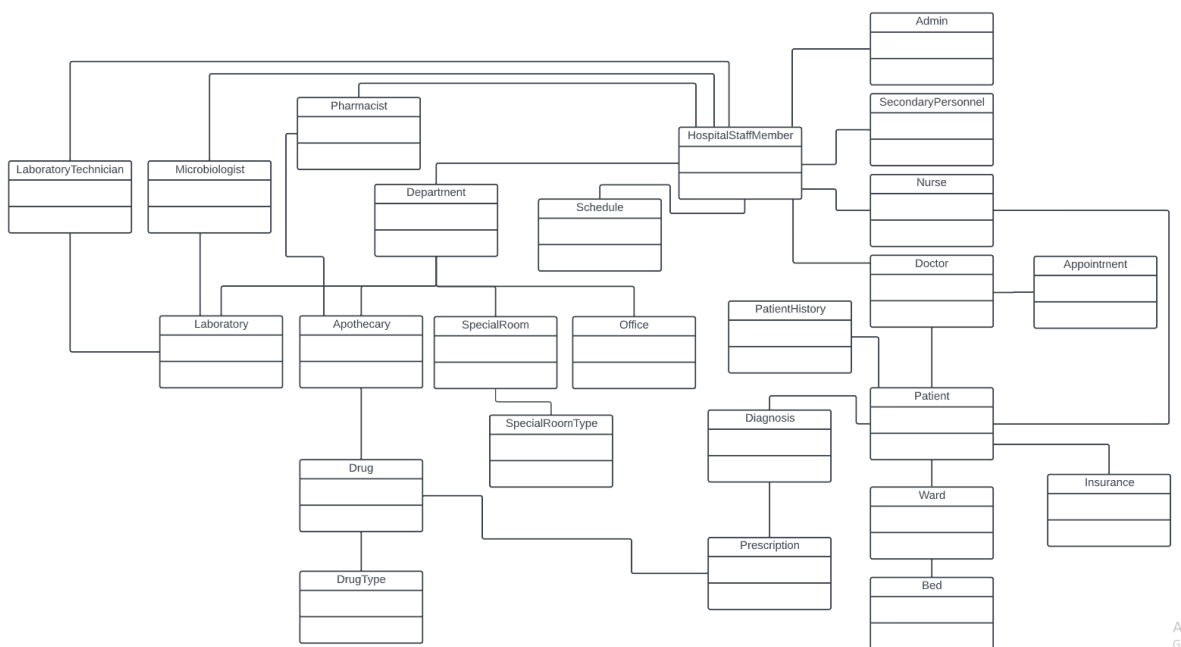 Admin
SecondaryPersonnel
Pharmacist
HospitalStaffMember
LaboratoryTechnician
Microbiologist
Nurse
Department
Schedule
Doctor
Appointment
PatientHistory
Laboratory
Apothecary
SpecialRoom
Office
Patient
Diagnosis
SpecialRoomType
Drug
Insurance
Ward
Prescription
DrugType
Bed
A
G